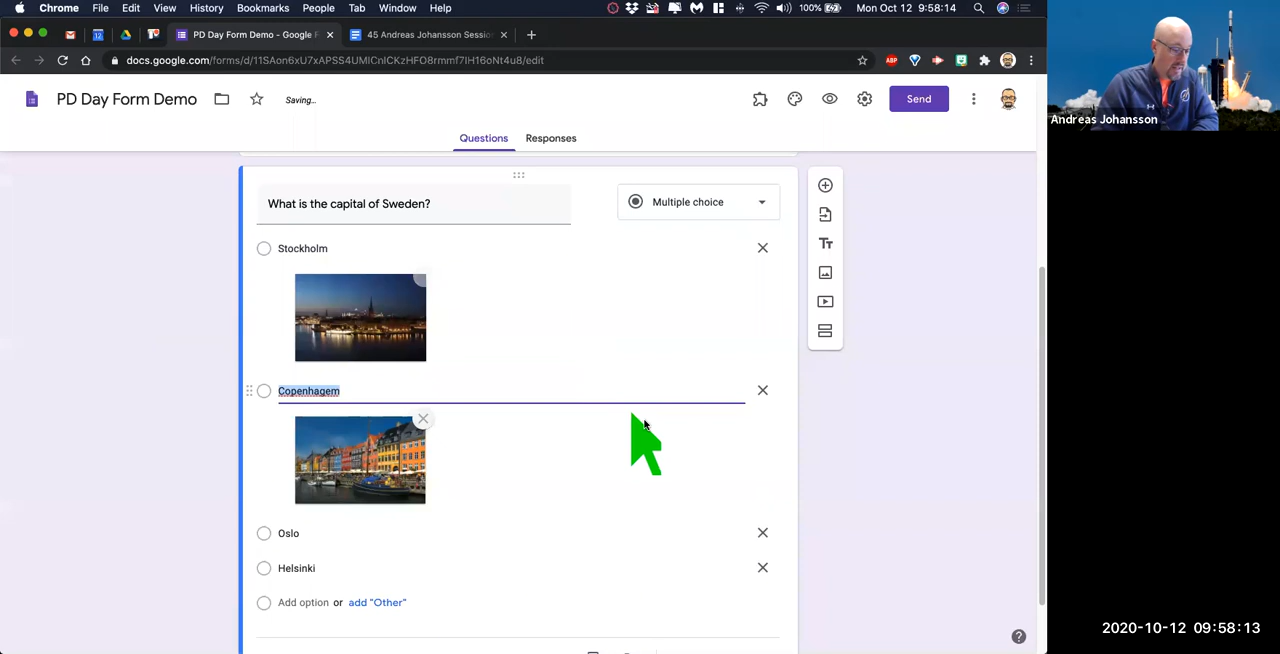 Chrome File Edit View History Bookmarks People Tab Window Help 100% Mon Oct 12 9:58:14
PD Day Form Demo - Google F
45 Andreas Johansson Sessio
docs.google.com/forms/d/11SAon6xU7xAPSS4UMICnICKzHFO8rmmf7IH16oNt4u8/edit
ABP
PD Day Form Demo Saving... Send
Andreas Johansson
Questions Responses
What is the capital of Sweden? Multiple choice
Stockholm
Tt
Copenhagem
Oslo
Helsinki
Add option or add "Other"
2020-10-12 09:58:13